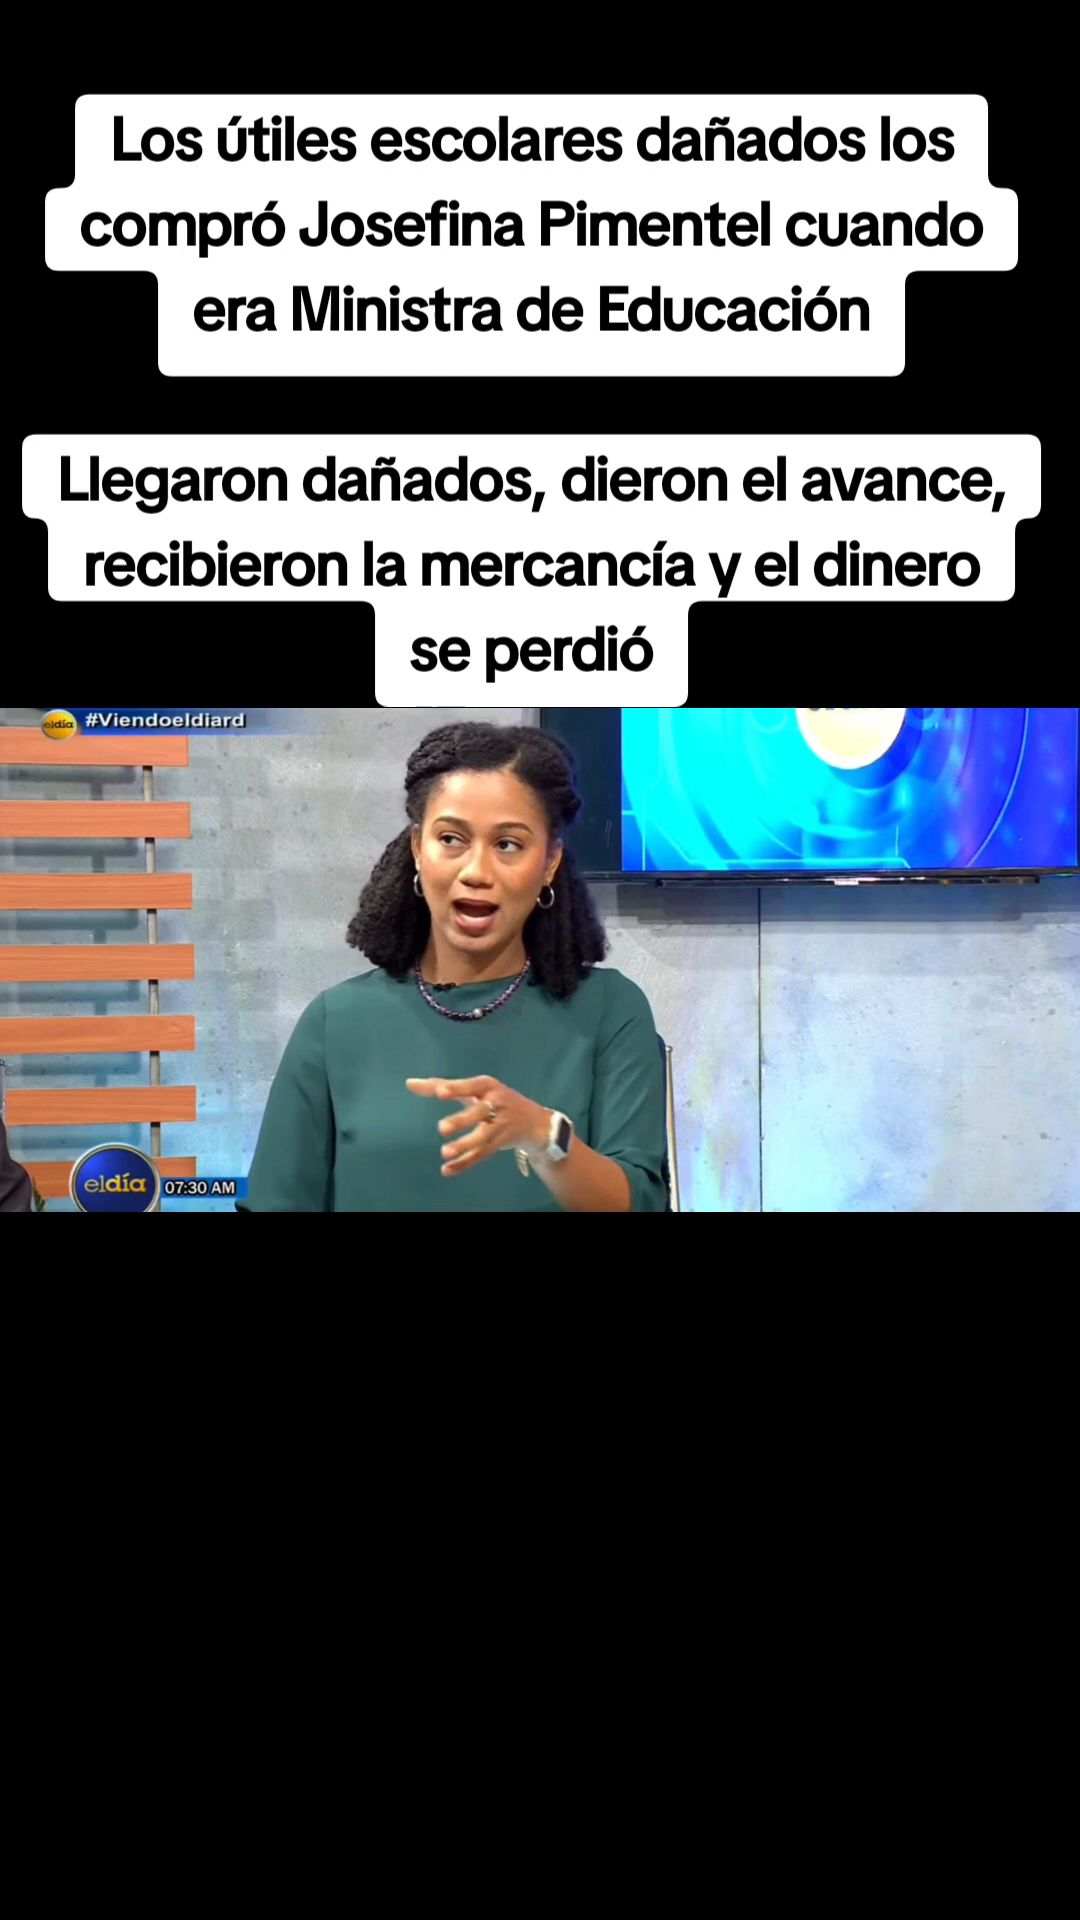 Los útiles escolares dañados los
compró Josefina Pimentel cuando
era Ministra de Educación
Llegaron dañados, dieron el avance,
recibieron la mercancía y el dinero
se perdió
eldía #Viendoeldiard
TOSHIBA
eldía 07:30 AM